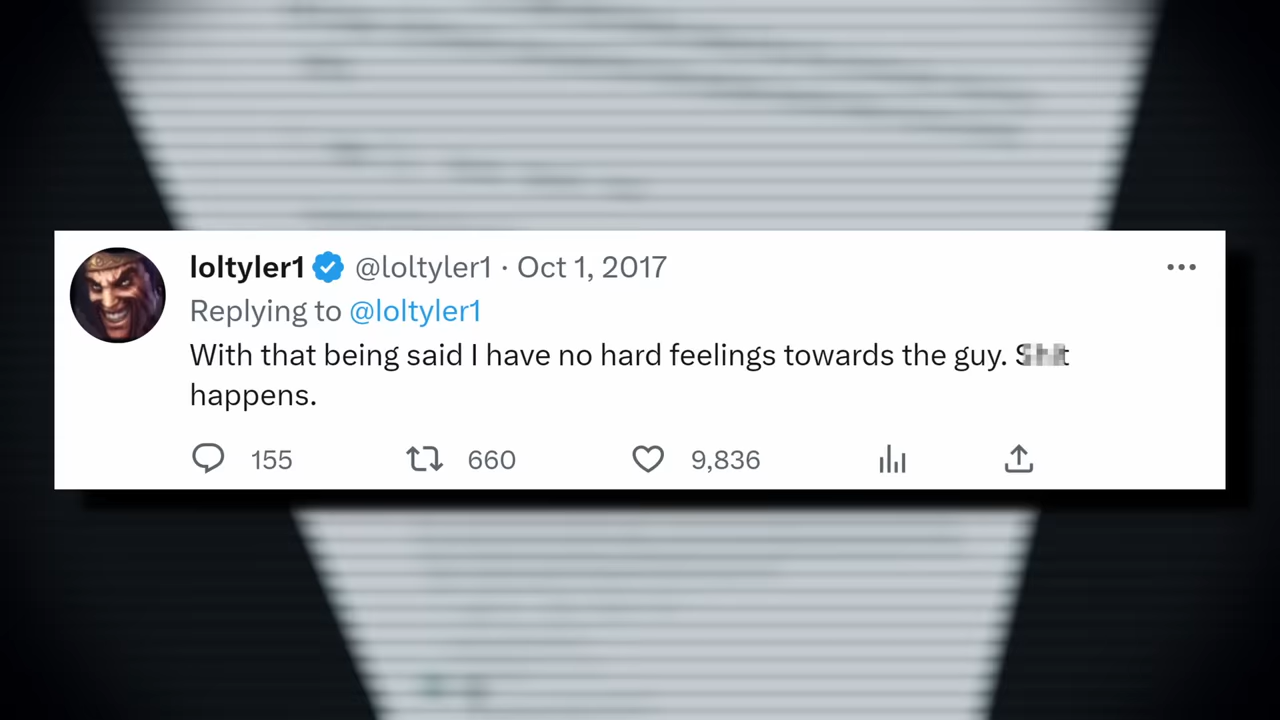 loltyler1 @loltyler1 · Oct 1, 2017
Replying to @loltyler1
With that being said I have no hard feelings towards the guy.
happens.
155 660 9,836